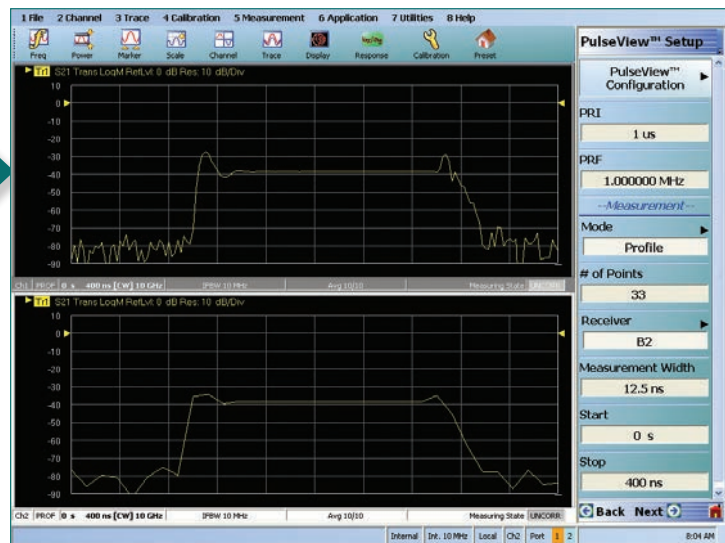 1 File 2 Channel 3 Trace 4 Calibration 5 Measurement 6 Application 7 Utilities 8 Help
Freq Power Marker Scale Channel Trace Display Response Calibration Preset
Tr1 S21 Trans LogM RefLvl: 0 dB Res: 10 dB/Div
10
0
-10
-20
-30
-40
-50
-60
-70
-80
-90
Ch1 PROF 0 s 400 ns [CW] 10 GHz IFBW 10 MHz Avg 10/10 Measuring State UNCORR
Tr1 S21 Trans LogM RefLvl: 0 dB Res: 10 dB/Div
10
0
-10
-20
-30
-40
-50
-60
-70
-80
-90
Ch2 PROF 0 s 400 ns [CW] 10 GHz IFBW 10 MHz Avg 10/10 Measuring State UNCORR
PulseView™ Setup
PulseView™
Configuration
PRI
1 us
PRF
1.000000 MHz
--Measurement--
Mode
Profile
# of Points
33
Receiver
B2
Measurement Width
12.5 ns
Start
0 s
Stop
400 ns
Back Next
Internal Int. 10 MHz Local Ch2 Port 1 2 8:04 AM